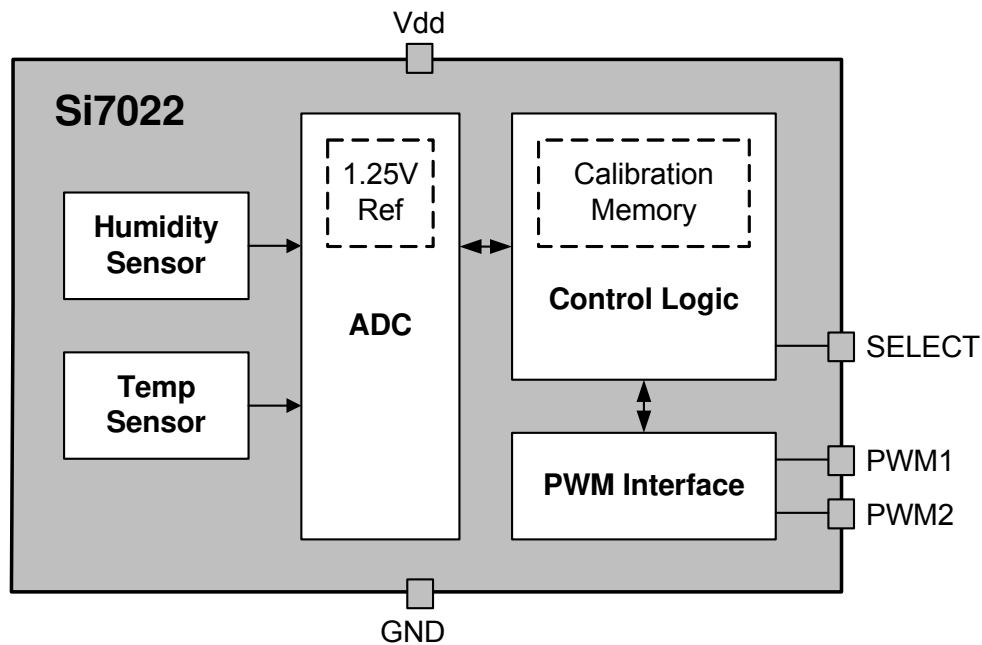 Vdd
Si7022
1.25V
Ref
Calibration
Memory
Humidity
Sensor
Control Logic
ADC
SELECT
Temp
Sensor
PWM Interface
PWM1
PWM2
GND